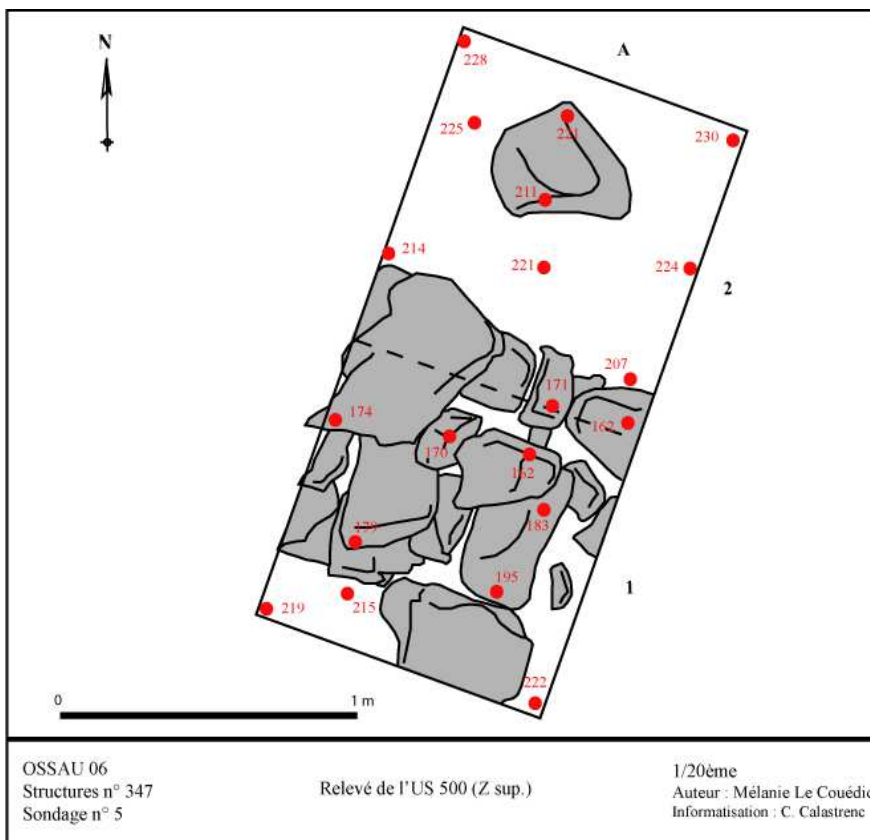 N
A
228
225
221
230
211
214
221
224
2
207
171
174
162
170
162
183
179
195
1
215
219
222
0
1 m
OSSAU 06
Structures n° 347
Sondage n° 5
Relevé de l'US 500 (Z sup.)
1/20ème
Auteur : Mélanie Le Couédic
Informatisation : C. Calastrenc